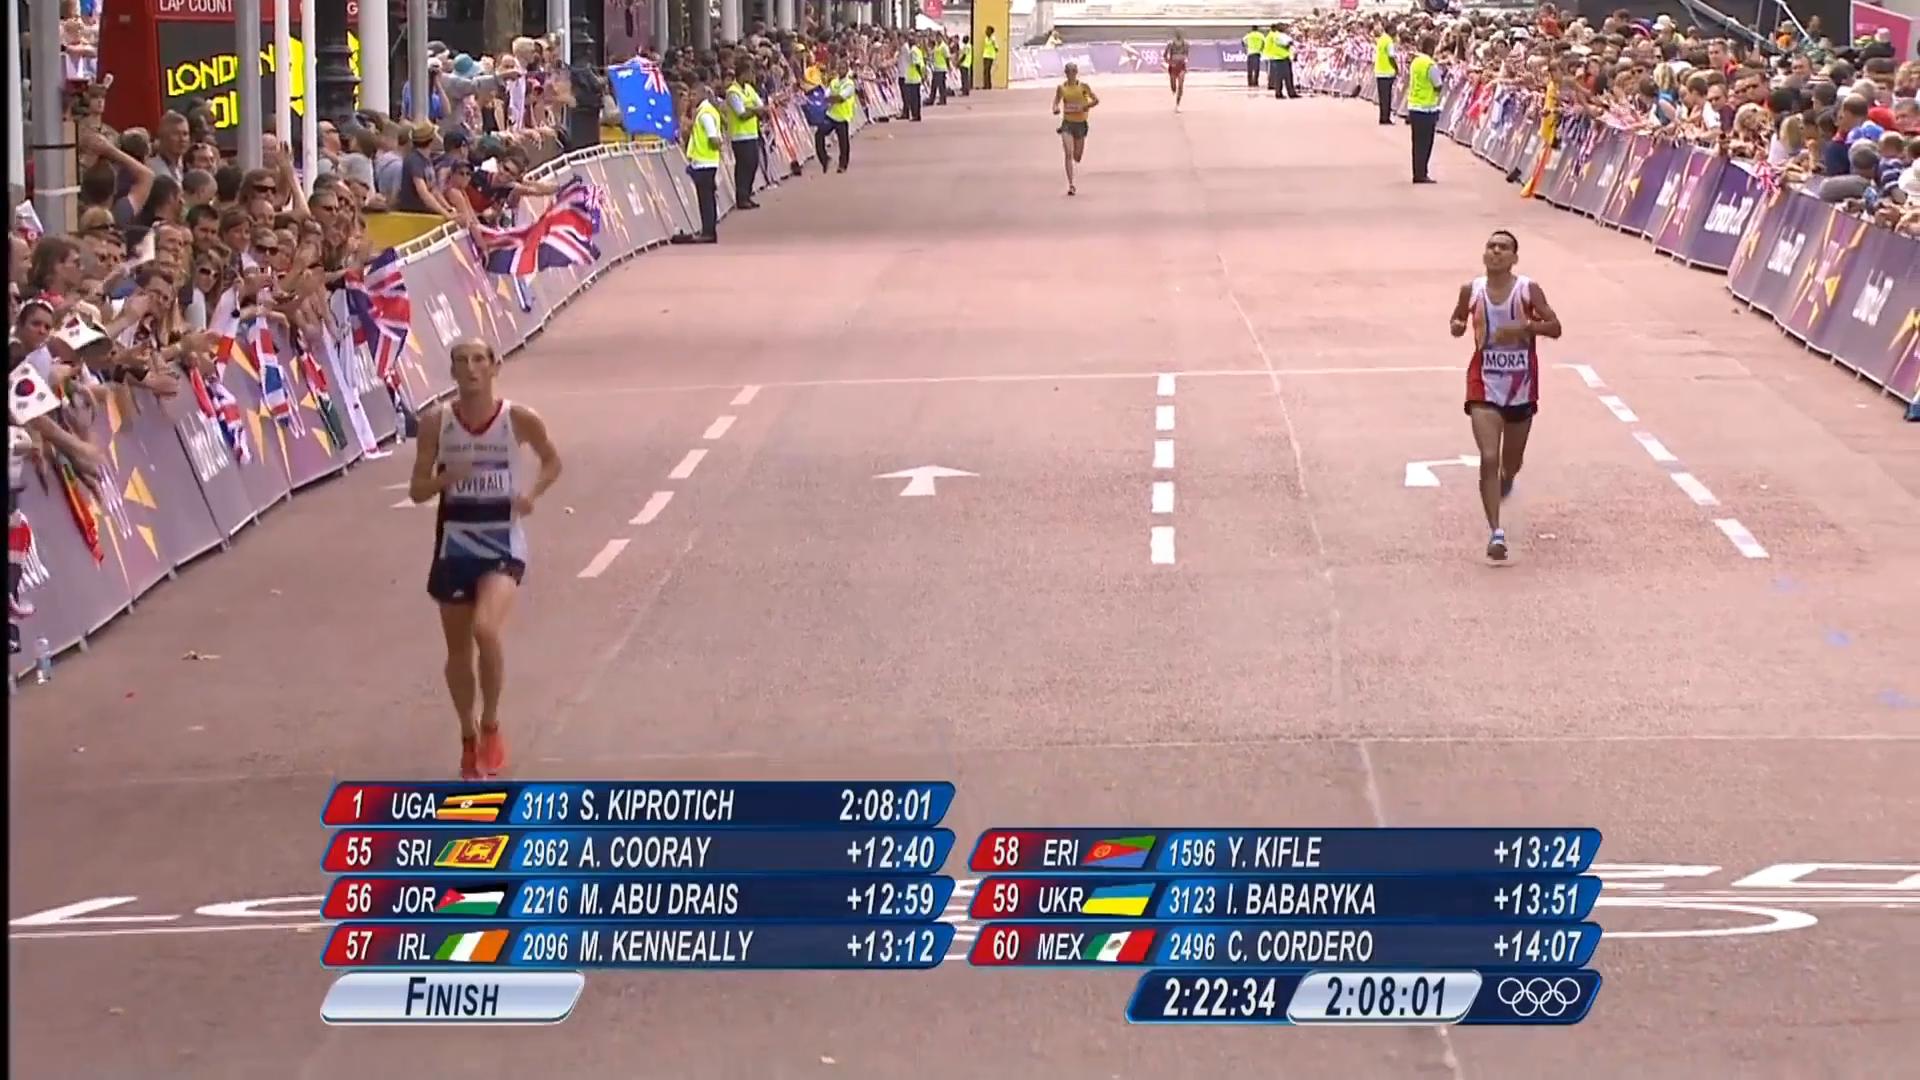 LAP COUNT
LONDON
MORA
OVERALL
1 UGA 3113 S. KIPROTICH 2:08:01
55 SRI 2962 A. COORAY +12:40
56 JOR 2216 M. ABU DRAIS +12:59
57 IRL 2096 M. KENNEALLY +13:12
58 ERI 1596 Y. KIFLE +13:24
59 UKR 3123 I. BABARYKA +13:51
60 MEX 2496 C. CORDERO +14:07
FINISH
2:22:34 2:08:01